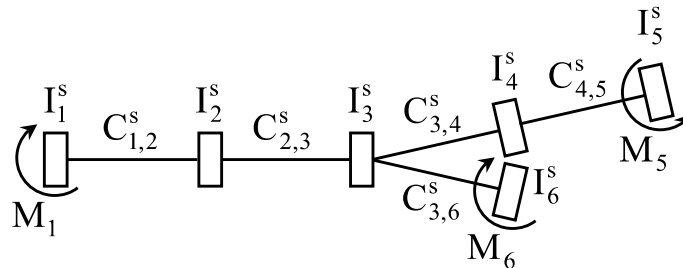 I₁ˢ I₂ˢ I₃ˢ I₄ˢ I₅ˢ
C₁,₂ˢ C₂,₃ˢ C₃,₄ˢ C₄,₅ˢ
C₃,₆ˢ I₆ˢ
M₁ M₆ M₅